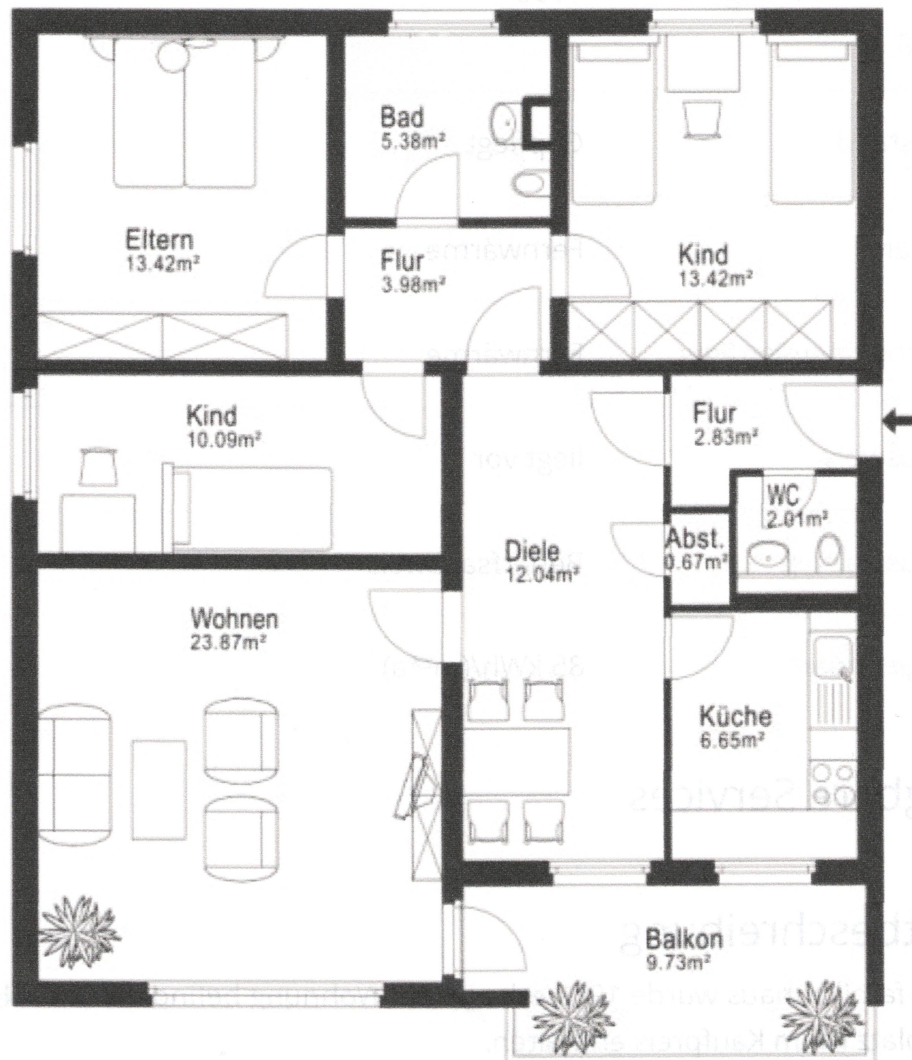 Bad
5.38m²
Eltern
13.42m²
Flur
3.98m²
Kind
13.42m²
Kind
10.09m²
Flur
2.83m²
WC
2.01m²
Abst.
0.67m²
Diele
12.04m²
Wohnen
23.87m²
Küche
6.65m²
Balkon
9.73m²